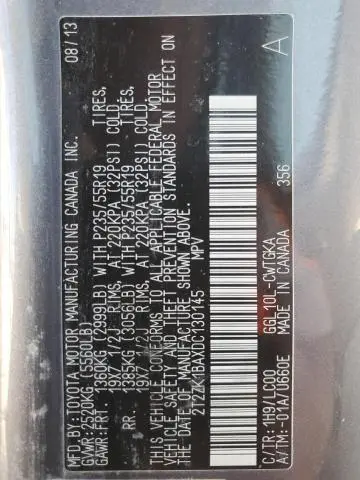 MFD.BY: TOYOTA MOTOR MANUFACTURING CANADA INC. 08/13
GVWR: 2520KG (5560LB)
GAWR: FRT. 1360KG (2999LB) WITH P235/55R19 TIRES,
19X7 1/2J RIMS, AT 220KPA (32PSI) COLD.
RR. 1385KG (3056LB) WITH P235/55R19 TIRES,
19X7 1/2J RIMS, AT 220KPA (32PSI) COLD.
THIS VEHICLE CONFORMS TO ALL APPLICABLE FEDERAL MOTOR
VEHICLE SAFETY AND THEFT PREVENTION STANDARDS IN EFFECT ON
THE DATE OF MANUFACTURE SHOWN ABOVE.
2T2ZK1BAXDC130145 MPV
C/TR: 1H9/LC00 GGL10L-CWTGKA A
A/TM: -01A/U660E MADE IN CANADA 356